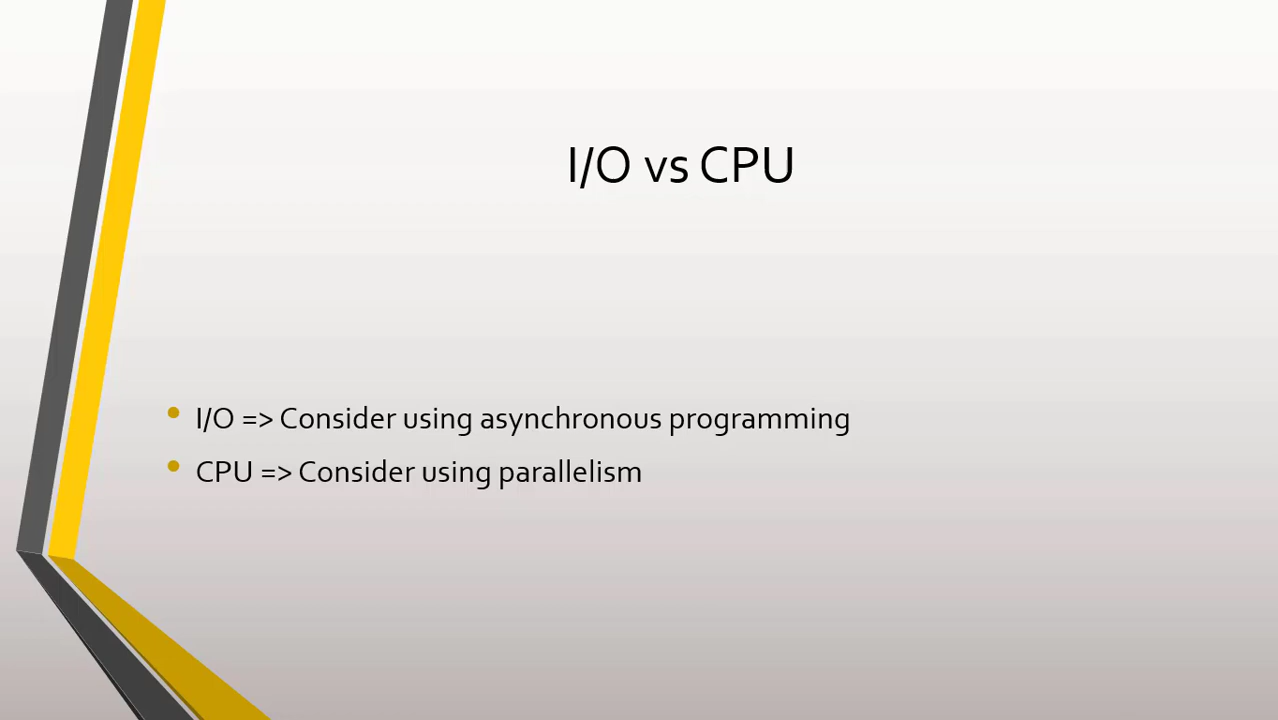 I/O vs CPU
• I/O => Consider using asynchronous programming
• CPU => Consider using parallelism